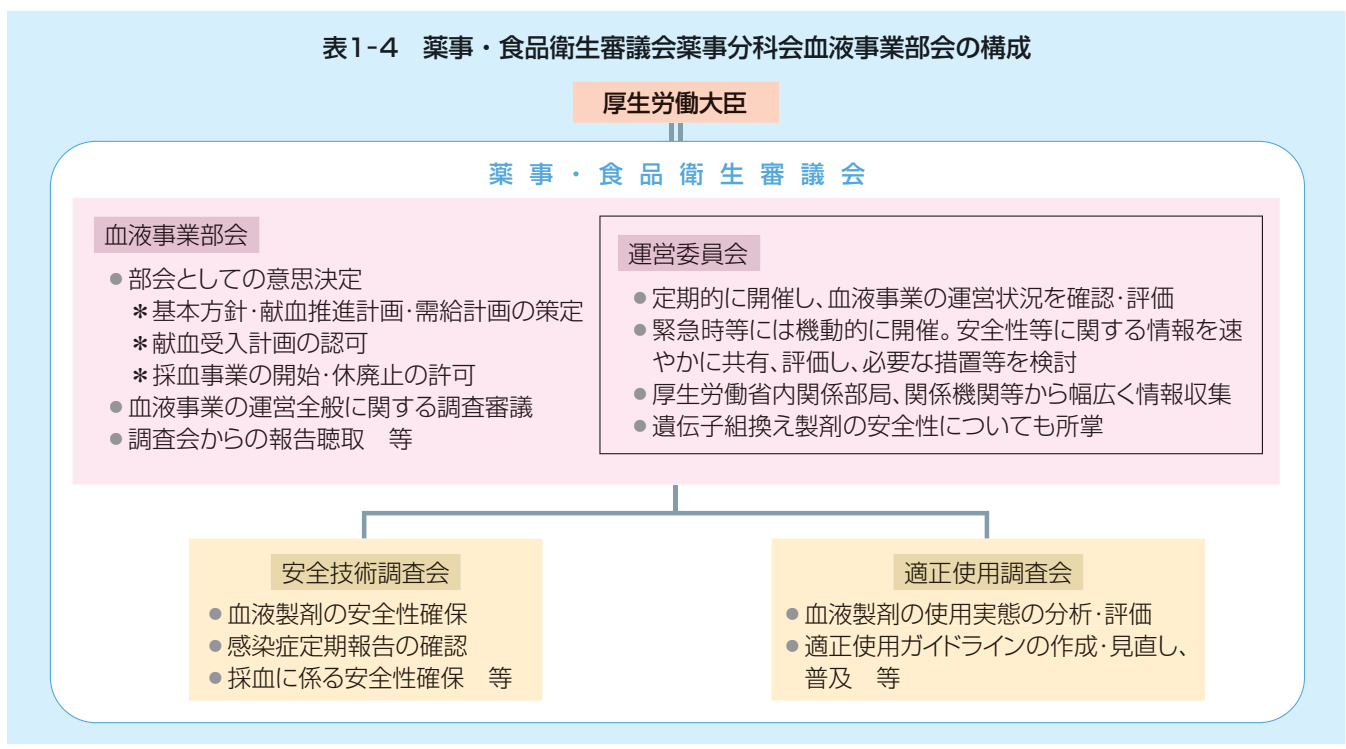 表1-4 薬事・食品衛生審議会薬事分科会血液事業部会の構成
厚生労働大臣
薬事・食品衛生審議会
血液事業部会
●部会としての意思決定
＊基本方針・献血推進計画・需給計画の策定
＊献血受入計画の認可
＊採血事業の開始・休廃止の許可
●血液事業の運営全般に関する調査審議
●調査会からの報告聴取 等
運営委員会
●定期的に開催し、血液事業の運営状況を確認・評価
●緊急時等には機動的に開催。安全性等に関する情報を速
やかに共有、評価し、必要な措置等を検討
●厚生労働省内関係部局、関係機関等から幅広く情報収集
●遺伝子組換え製剤の安全性についても所掌
安全技術調査会
●血液製剤の安全性確保
●感染症定期報告の確認
●採血に係る安全性確保 等
適正使用調査会
●血液製剤の使用実態の分析・評価
●適正使用ガイドラインの作成・見直し、
普及 等